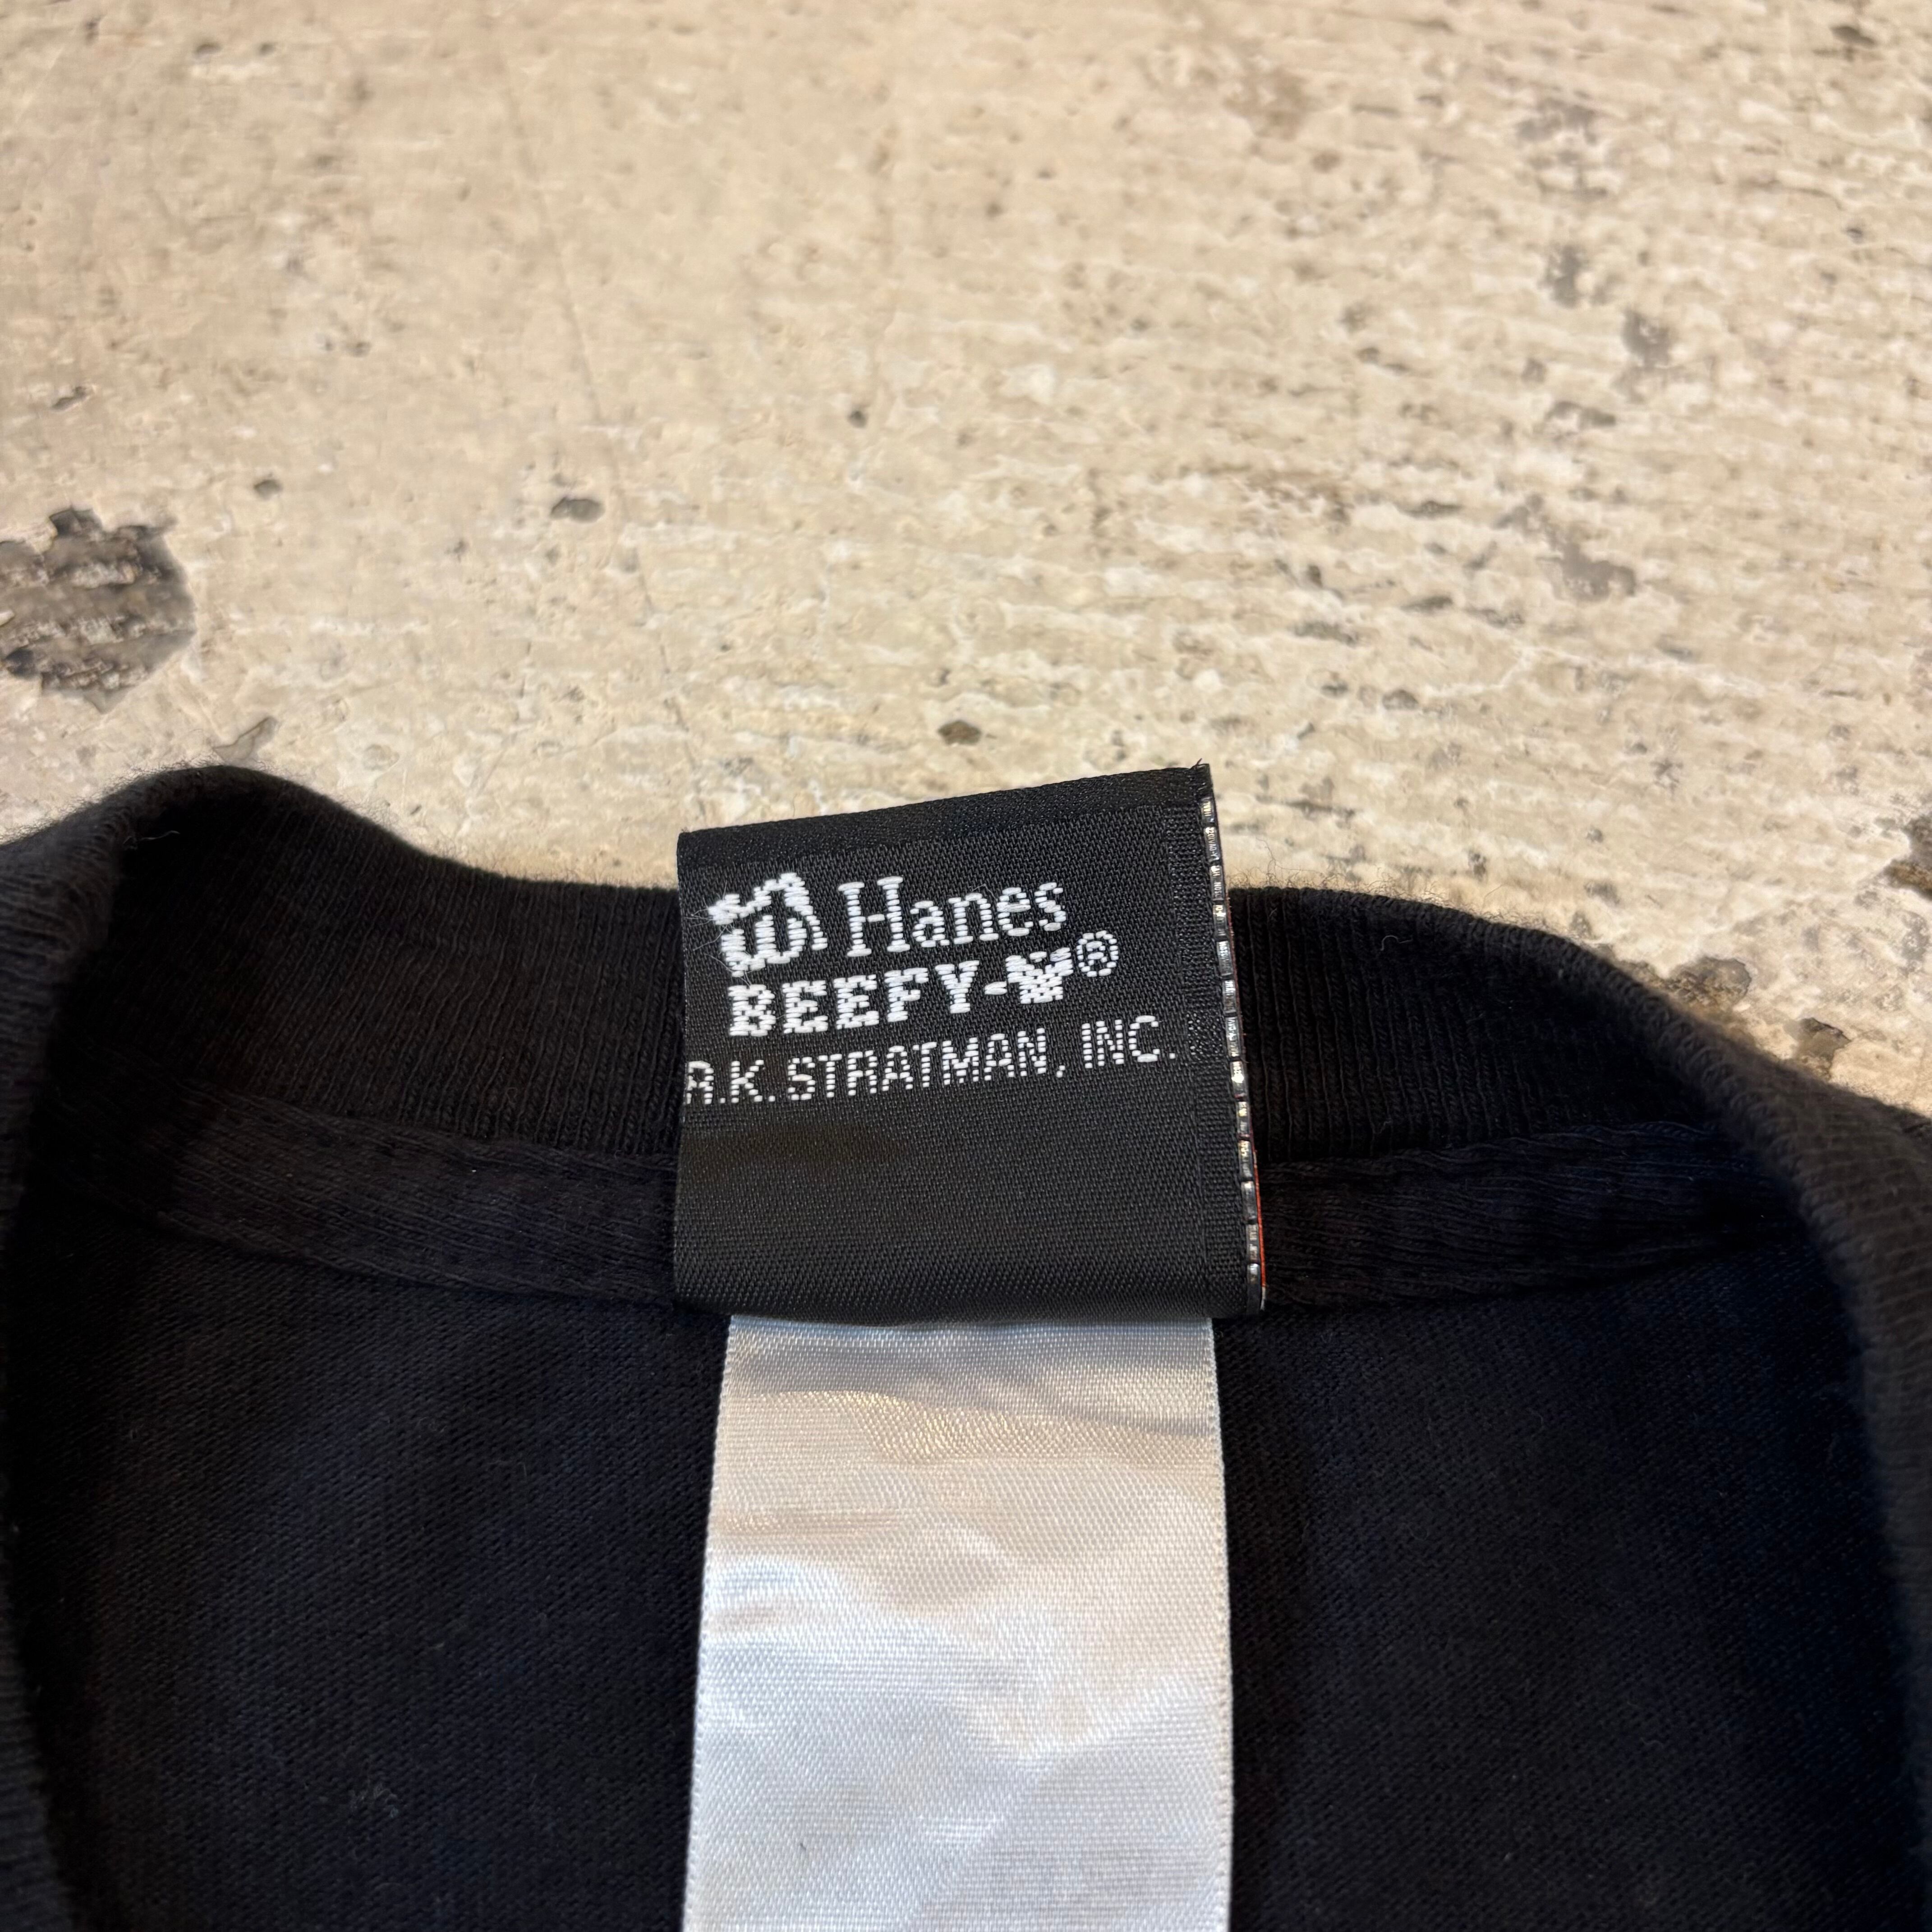 Hanes
BEEFY-T®
R.K. STRATMAN, INC.